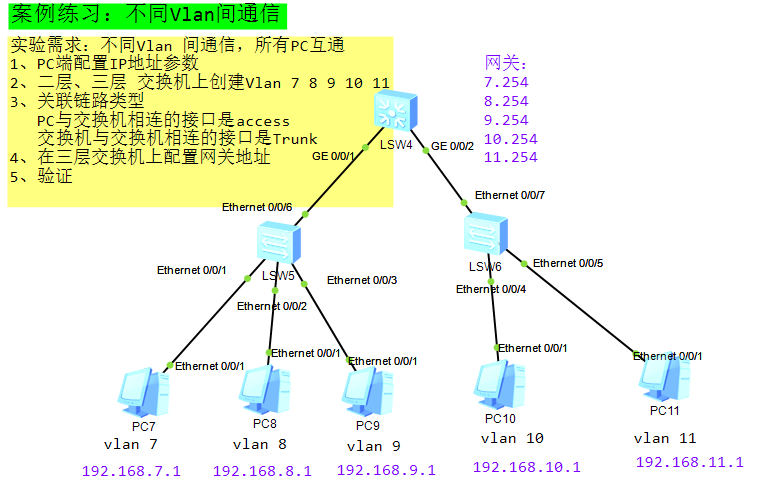 案例练习：不同Vlan间通信
实验需求：不同Vlan 间通信，所有PC互通
1、PC端配置IP地址参数
2、二层、三层 交换机上创建Vlan 7 8 9 10 11
3、关联链路类型
PC与交换机相连的接口是access
交换机与交换机相连的接口是Trunk
4、在三层交换机上配置网关地址
5、验证
网关：
7.254
8.254
9.254
10.254
11.254
LSW4
GE 0/0/1
GE 0/0/2
Ethernet 0/0/6
Ethernet 0/0/7
LSW5
LSW6
Ethernet 0/0/1
Ethernet 0/0/2
Ethernet 0/0/3
Ethernet 0/0/4
Ethernet 0/0/5
Ethernet 0/0/1
Ethernet 0/0/1
Ethernet 0/0/1
Ethernet 0/0/1
Ethernet 0/0/1
PC7
PC8
PC9
PC10
PC11
vlan 7
vlan 8
vlan 9
vlan 10
vlan 11
192.168.7.1
192.168.8.1
192.168.9.1
192.168.10.1
192.168.11.1